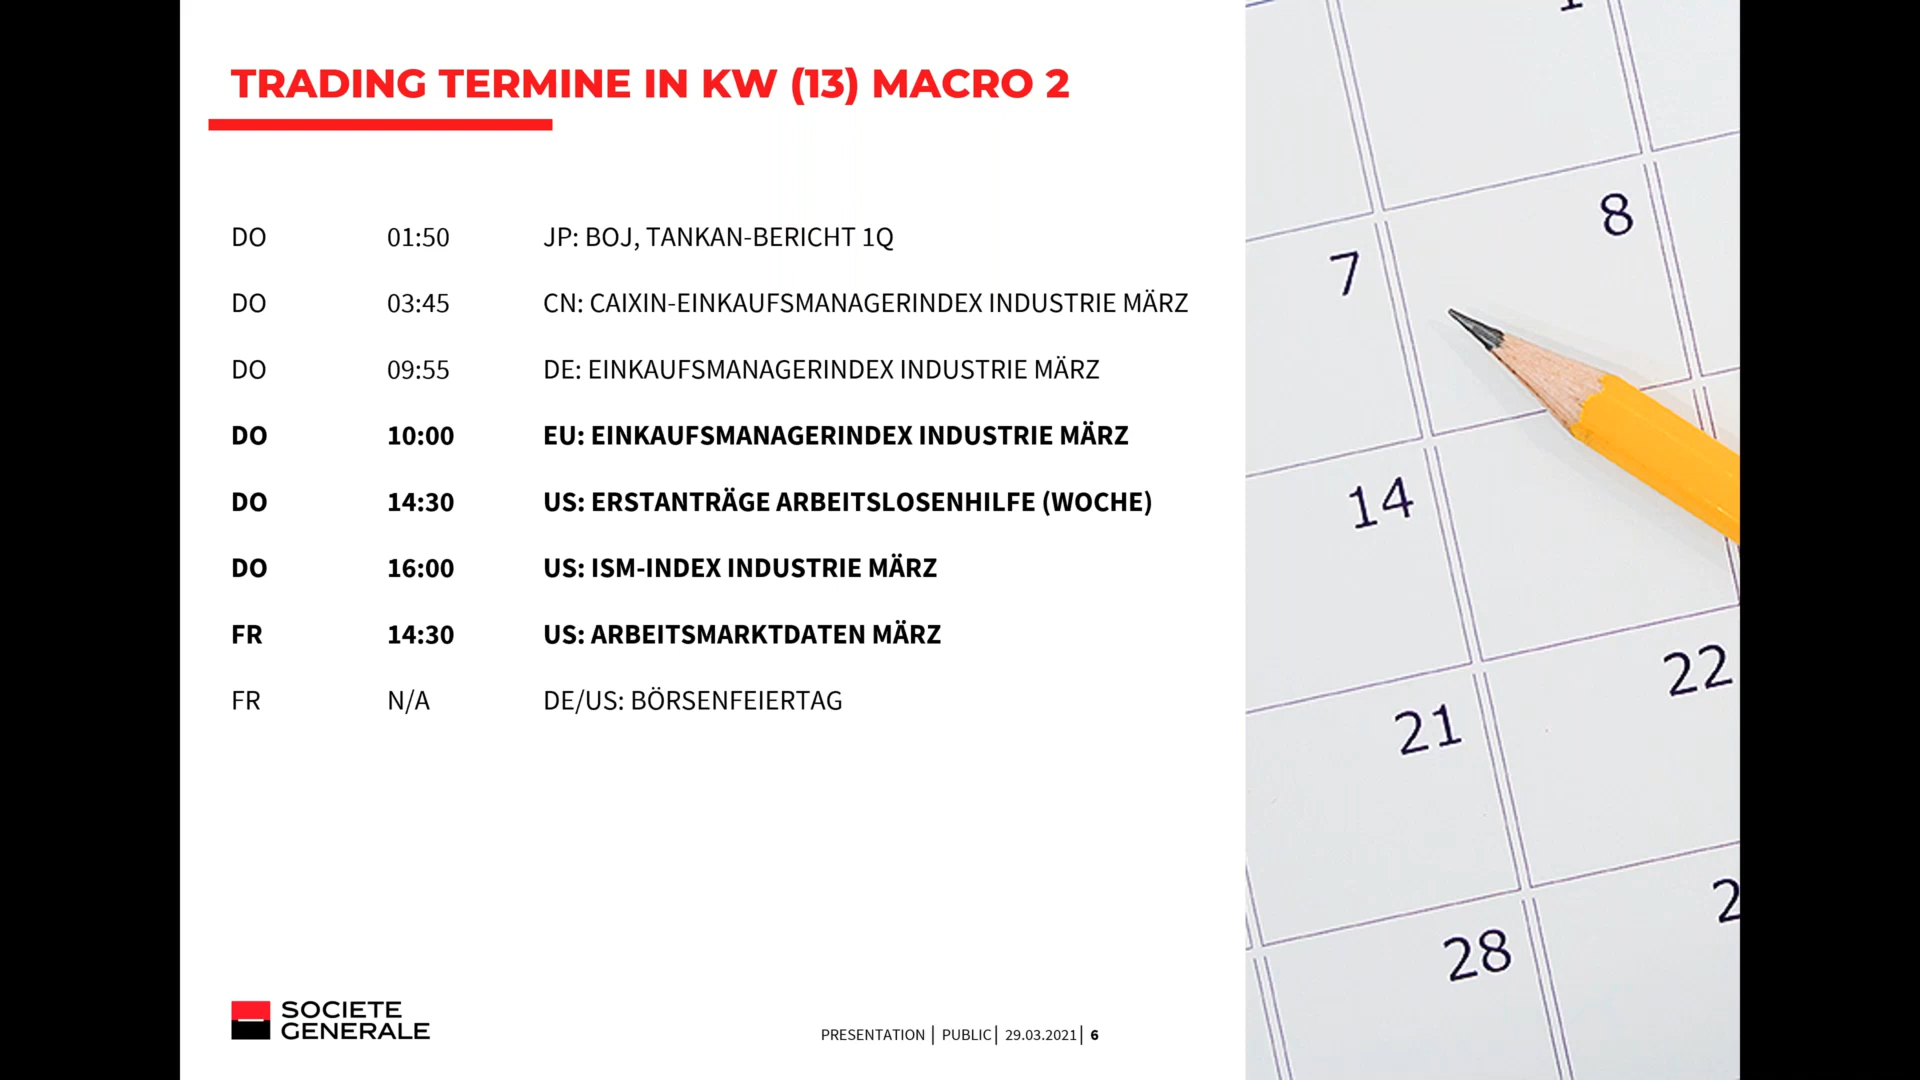 TRADING TERMINE IN KW (13) MACRO 2
DO 01:50 JP: BOJ, TANKAN-BERICHT 1Q
DO 03:45 CN: CAIXIN-EINKAUFSMANAGERINDEX INDUSTRIE MÄRZ
DO 09:55 DE: EINKAUFSMANAGERINDEX INDUSTRIE MÄRZ
DO 10:00 EU: EINKAUFSMANAGERINDEX INDUSTRIE MÄRZ
DO 14:30 US: ERSTANTRÄGE ARBEITSLOSENHILFE (WOCHE)
DO 16:00 US: ISM-INDEX INDUSTRIE MÄRZ
FR 14:30 US: ARBEITSMARKTDATEN MÄRZ
FR N/A DE/US: BÖRSENFEIERTAG
SOCIETE
GENERALE
PRESENTATION | PUBLIC | 29.03.2021 | 6
7 8
14
21 22
28